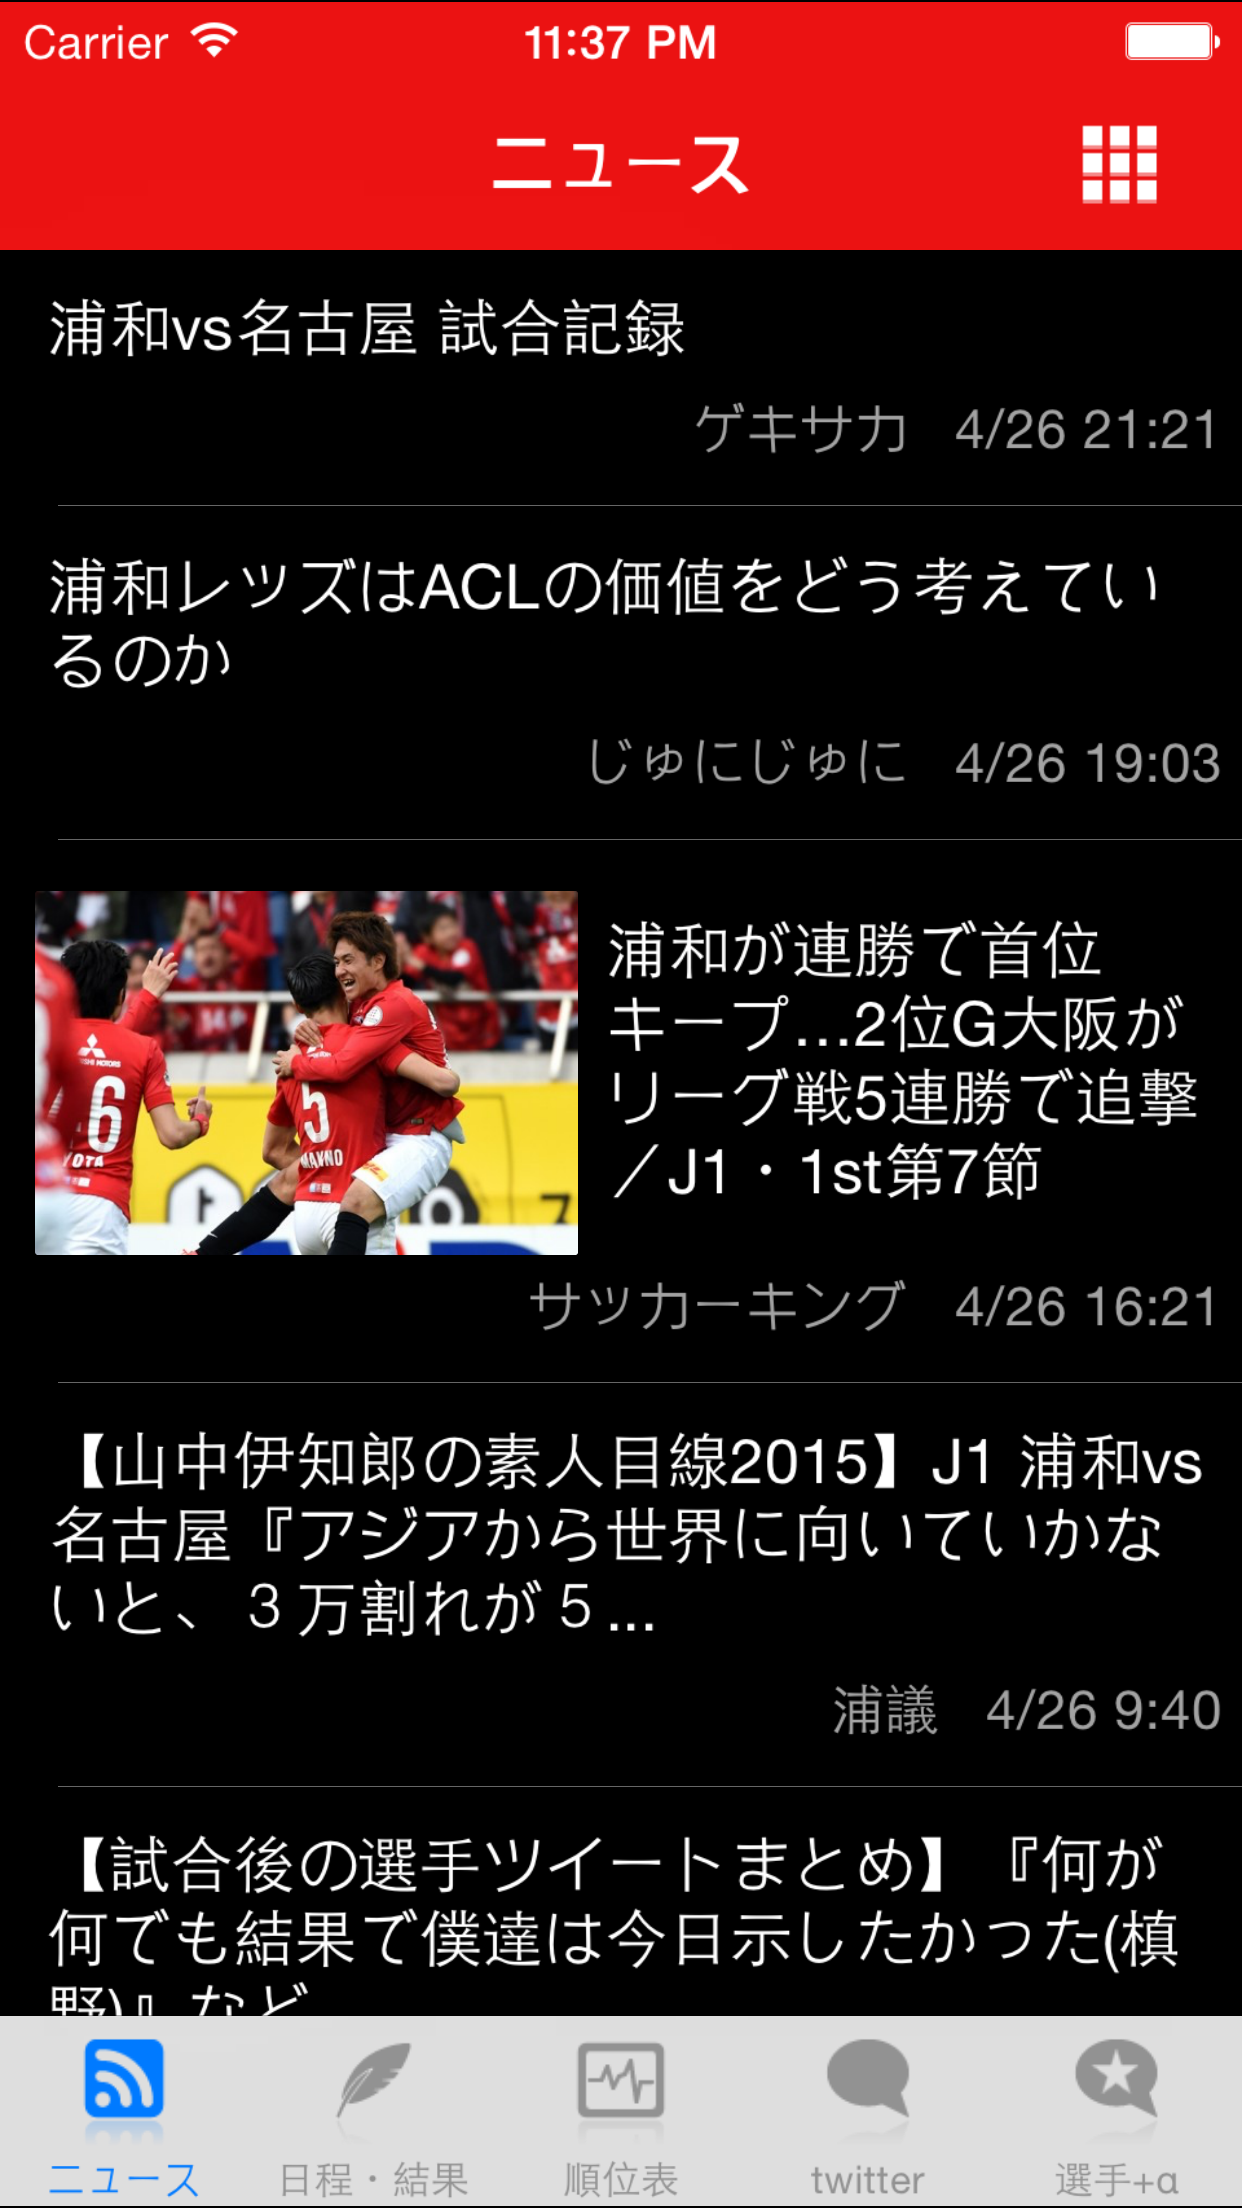 Carrier
11:37 PM
ニュース
浦和vs名古屋 試合記録
ゲキサカ 4/26 21:21
浦和レッズはACLの価値をどう考えてい
るのか
じゅにじゅに 4/26 19:03
MOTORS
6
YOTA
5
浦和が連勝で首位
キープ…2位G大阪が
リーグ戦5連勝で追撃
／J1・1st第7節
サッカーキング 4/26 16:21
【山中伊知郎の素人目線2015】J1 浦和vs
名古屋『アジアから世界に向いていかな
いと、３万割れが５...
浦議 4/26 9:40
【試合後の選手ツイートまとめ】『何が
何でも結果で僕達は今日示したかった(槙
野)』など
ニュース
日程・結果
順位表
twitter
選手+α